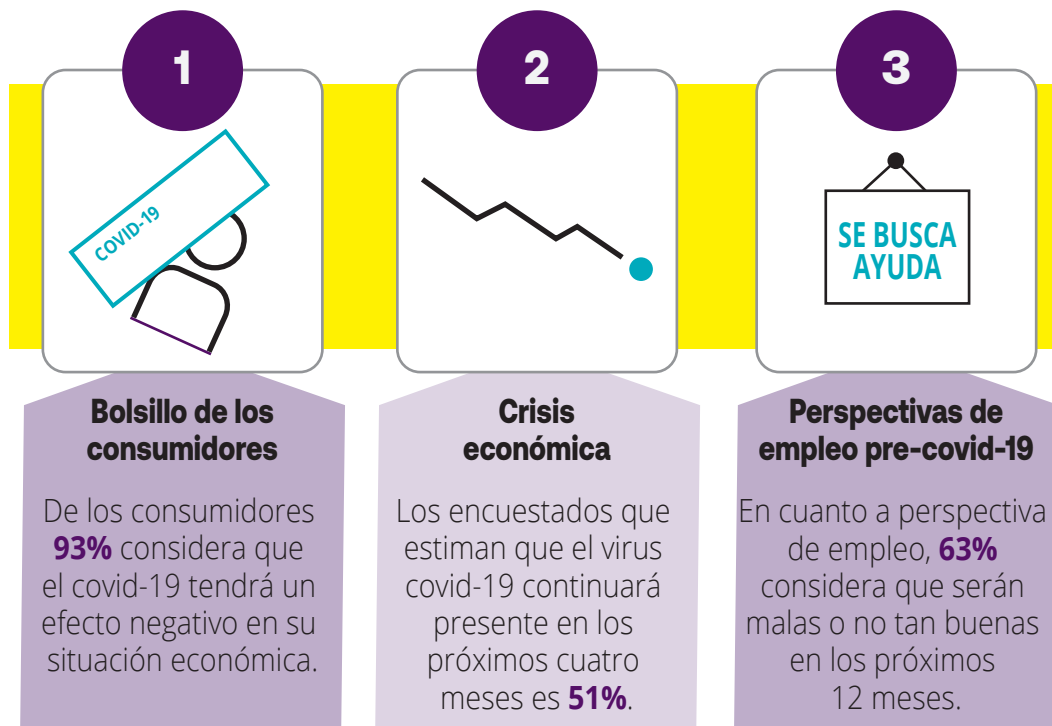 1
COVID-19
Bolsillo de los
consumidores
De los consumidores
93% considera que
el covid-19 tendrá un
efecto negativo en su
situación económica.
2
Crisis
económica
Los encuestados que
estiman que el virus
covid-19 continuará
presente en los
próximos cuatro
meses es 51%.
3
SE BUSCA
AYUDA
Perspectivas de
empleo pre-covid-19
En cuanto a perspectiva
de empleo, 63%
considera que serán
malas o no tan buenas
en los próximos
12 meses.